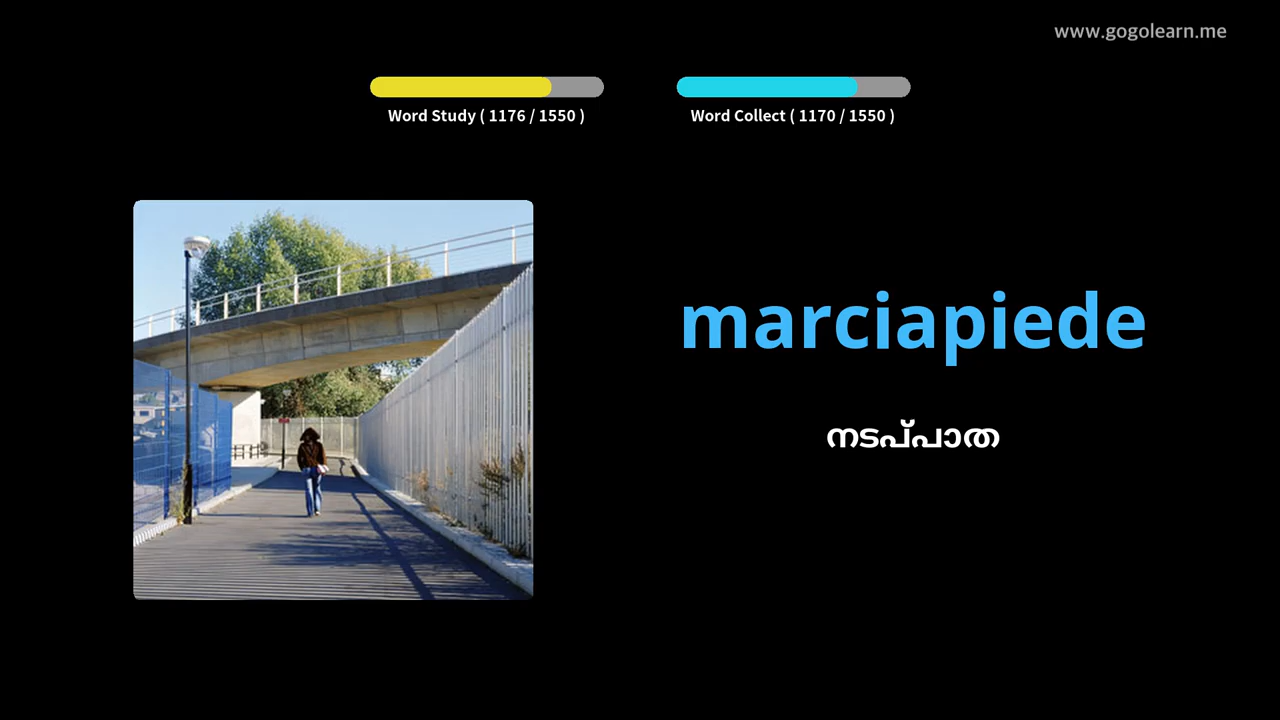 www.gogolearn.me
Word Study ( 1176 / 1550 )
Word Collect ( 1170 / 1550 )
marciapiede
നടപ്പാത